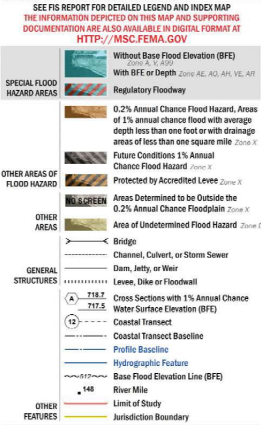 SEE FIS REPORT FOR DETAILED LEGEND AND INDEX MAP
THE INFORMATION DEPICTED ON THIS MAP AND SUPPORTING
DOCUMENTATION ARE ALSO AVAILABLE IN DIGITAL FORMAT AT
HTTP://MSC.FEMA.GOV
Without Base Flood Elevation (BFE)
Zone A, V, A99
With BFE or Depth Zone AE, AO, AH, VE, AR
SPECIAL FLOOD
HAZARD AREAS
Regulatory Floodway
0.2% Annual Chance Flood Hazard, Areas
of 1% annual chance flood with average
depth less than one foot or with drainage
areas of less than one square mile Zone X
Future Conditions 1% Annual
Chance Flood Hazard Zone X
OTHER AREAS OF
FLOOD HAZARD
Protected by Accredited Levee Zone X
NO SCREEN
Areas Determined to be Outside the
0.2% Annual Chance Floodplain Zone X
OTHER
AREAS
Area of Undetermined Flood Hazard Zone D
Bridge
Channel, Culvert, or Storm Sewer
GENERAL
STRUCTURES
Dam, Jetty, or Weir
Levee, Dike or Floodwall
A 718.7
717.5
Cross Sections with 1% Annual Chance
Water Surface Elevation (BFE)
12 Coastal Transect
Coastal Transect Baseline
Profile Baseline
Hydrographic Feature
512 Base Flood Elevation Line (BFE)
148 River Mile
OTHER
FEATURES
Limit of Study
Jurisdiction Boundary